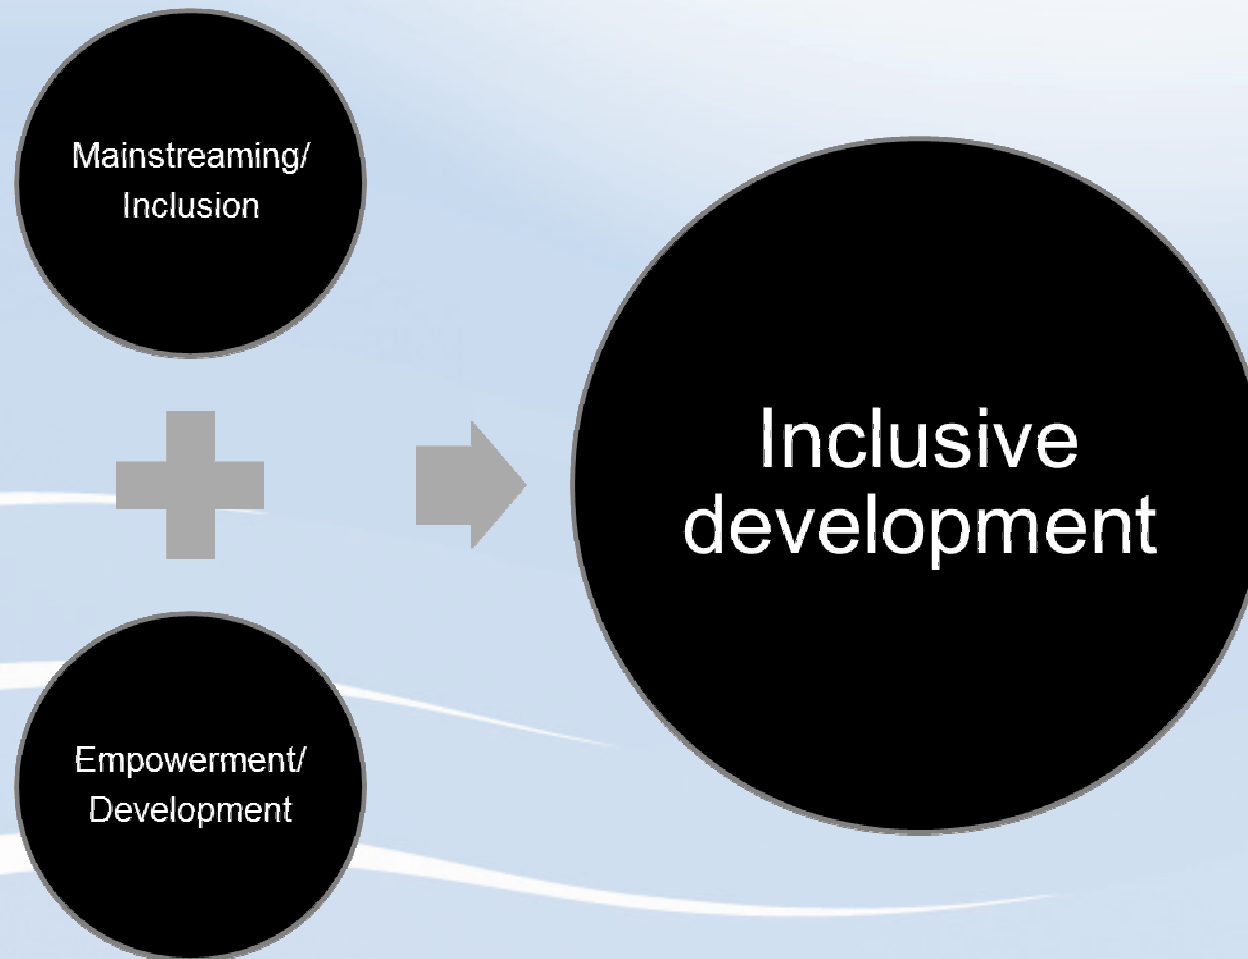 Mainstreaming/
Inclusion
Empowerment/
Development
Inclusive
development